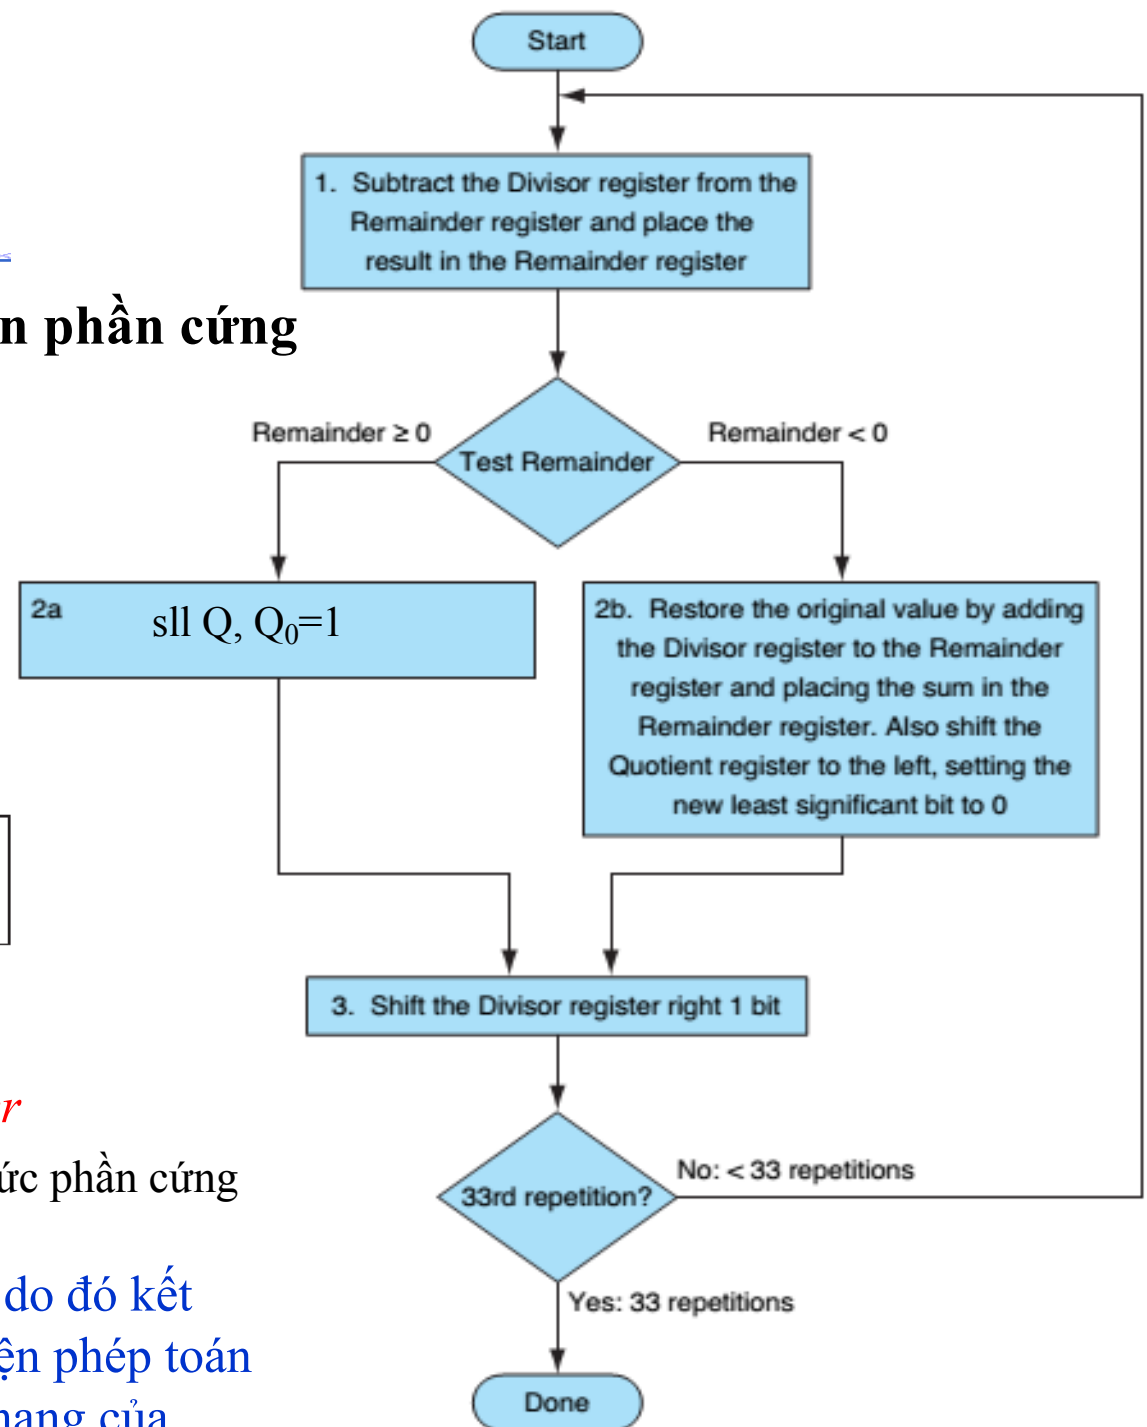 Start
1. Subtract the Divisor register from the
Remainder register and place the
result in the Remainder register
n phần cứng
Remainder ≥ 0
Remainder < 0
Test Remainder
2a
sll Q, Q₀=1
2b. Restore the original value by adding
the Divisor register to the Remainder
register and placing the sum in the
Remainder register. Also shift the
Quotient register to the left, setting the
new least significant bit to 0
3. Shift the Divisor register right 1 bit
r
ức phần cứng
No: < 33 repetitions
33rd repetition?
do đó kết
Yes: 33 repetitions
ện phép toán
Done
của